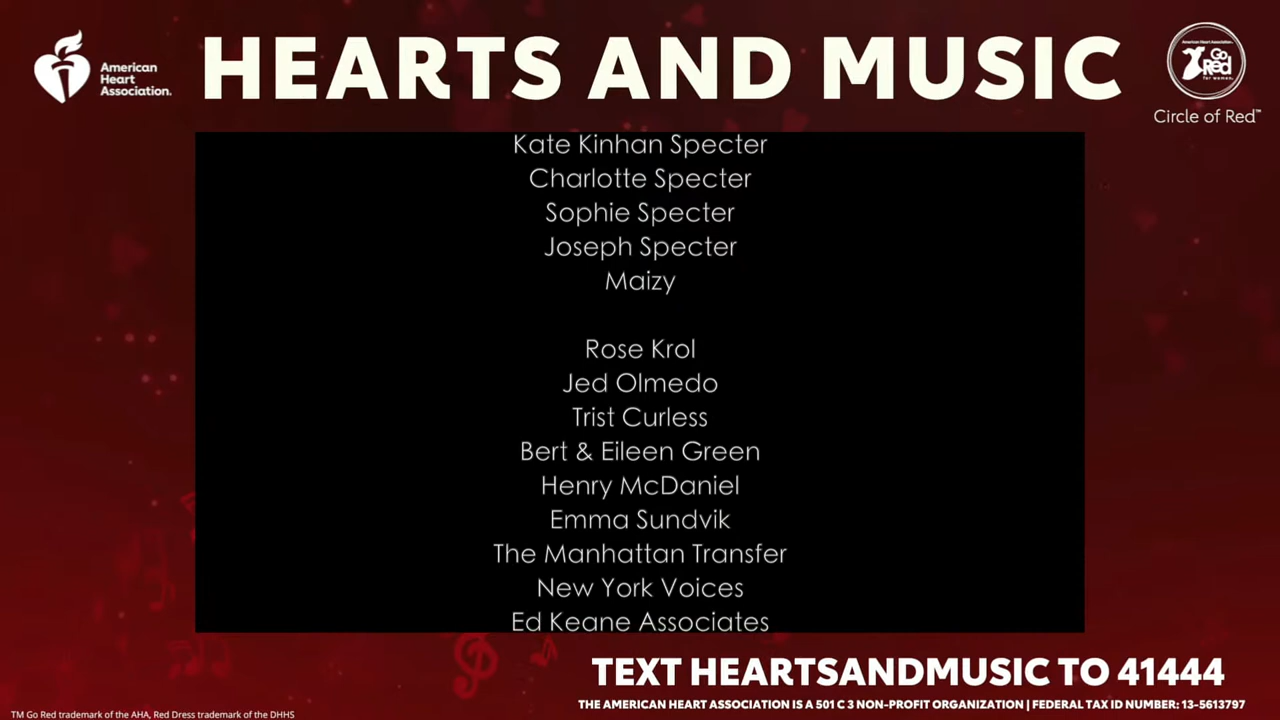 American
Heart
Association.
HEARTS AND MUSIC
American Heart Association.
Go
Red
for women.
Circle of Red™
Kate Kinhan Specter
Charlotte Specter
Sophie Specter
Joseph Specter
Maizy
Rose Krol
Jed Olmedo
Trist Curless
Bert & Eileen Green
Henry McDaniel
Emma Sundvik
The Manhattan Transfer
New York Voices
Ed Keane Associates
TEXT HEARTSANDMUSIC TO 41444
THE AMERICAN HEART ASSOCIATION IS A 501 C 3 NON-PROFIT ORGANIZATION | FEDERAL TAX ID NUMBER: 13-5613797
TM Go Red trademark of the AHA, Red Dress trademark of the DHHS